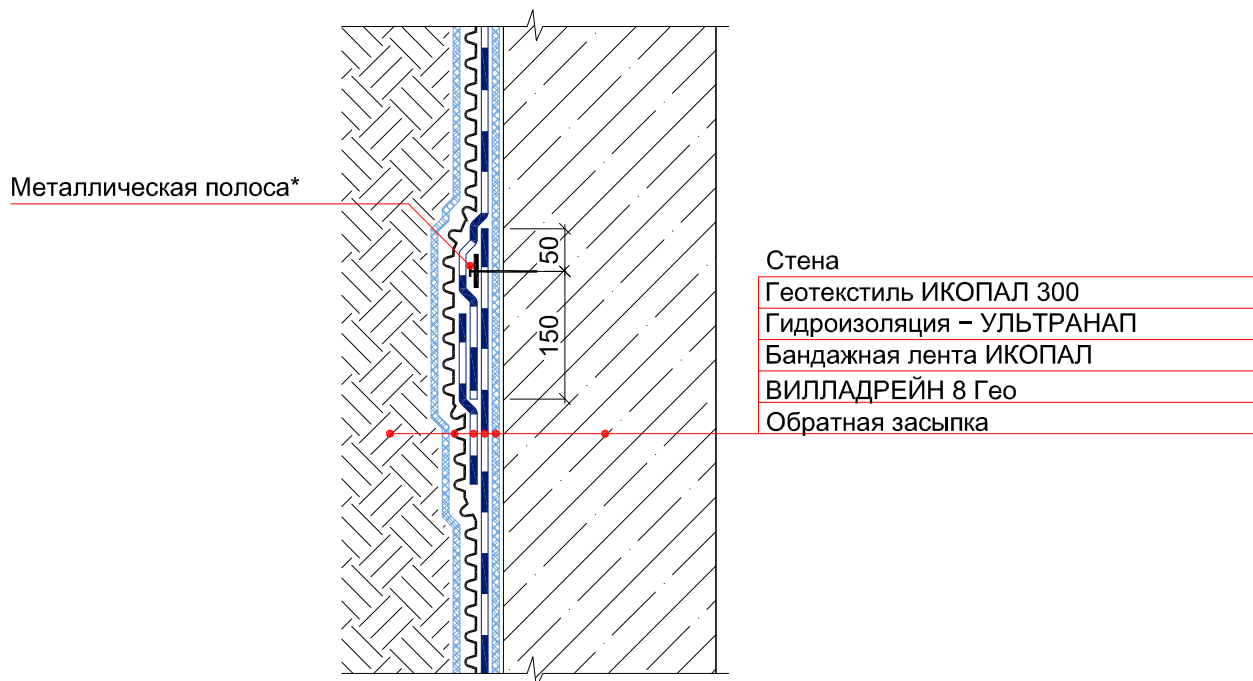 Металлическая полоса*
50
150
Стена
Геотекстиль ИКОПАЛ 300
Гидроизоляция – УЛЬТРАНАП
Бандажная лента ИКОПАЛ
ВИЛЛАДРЕЙН 8 Гео
Обратная засыпка